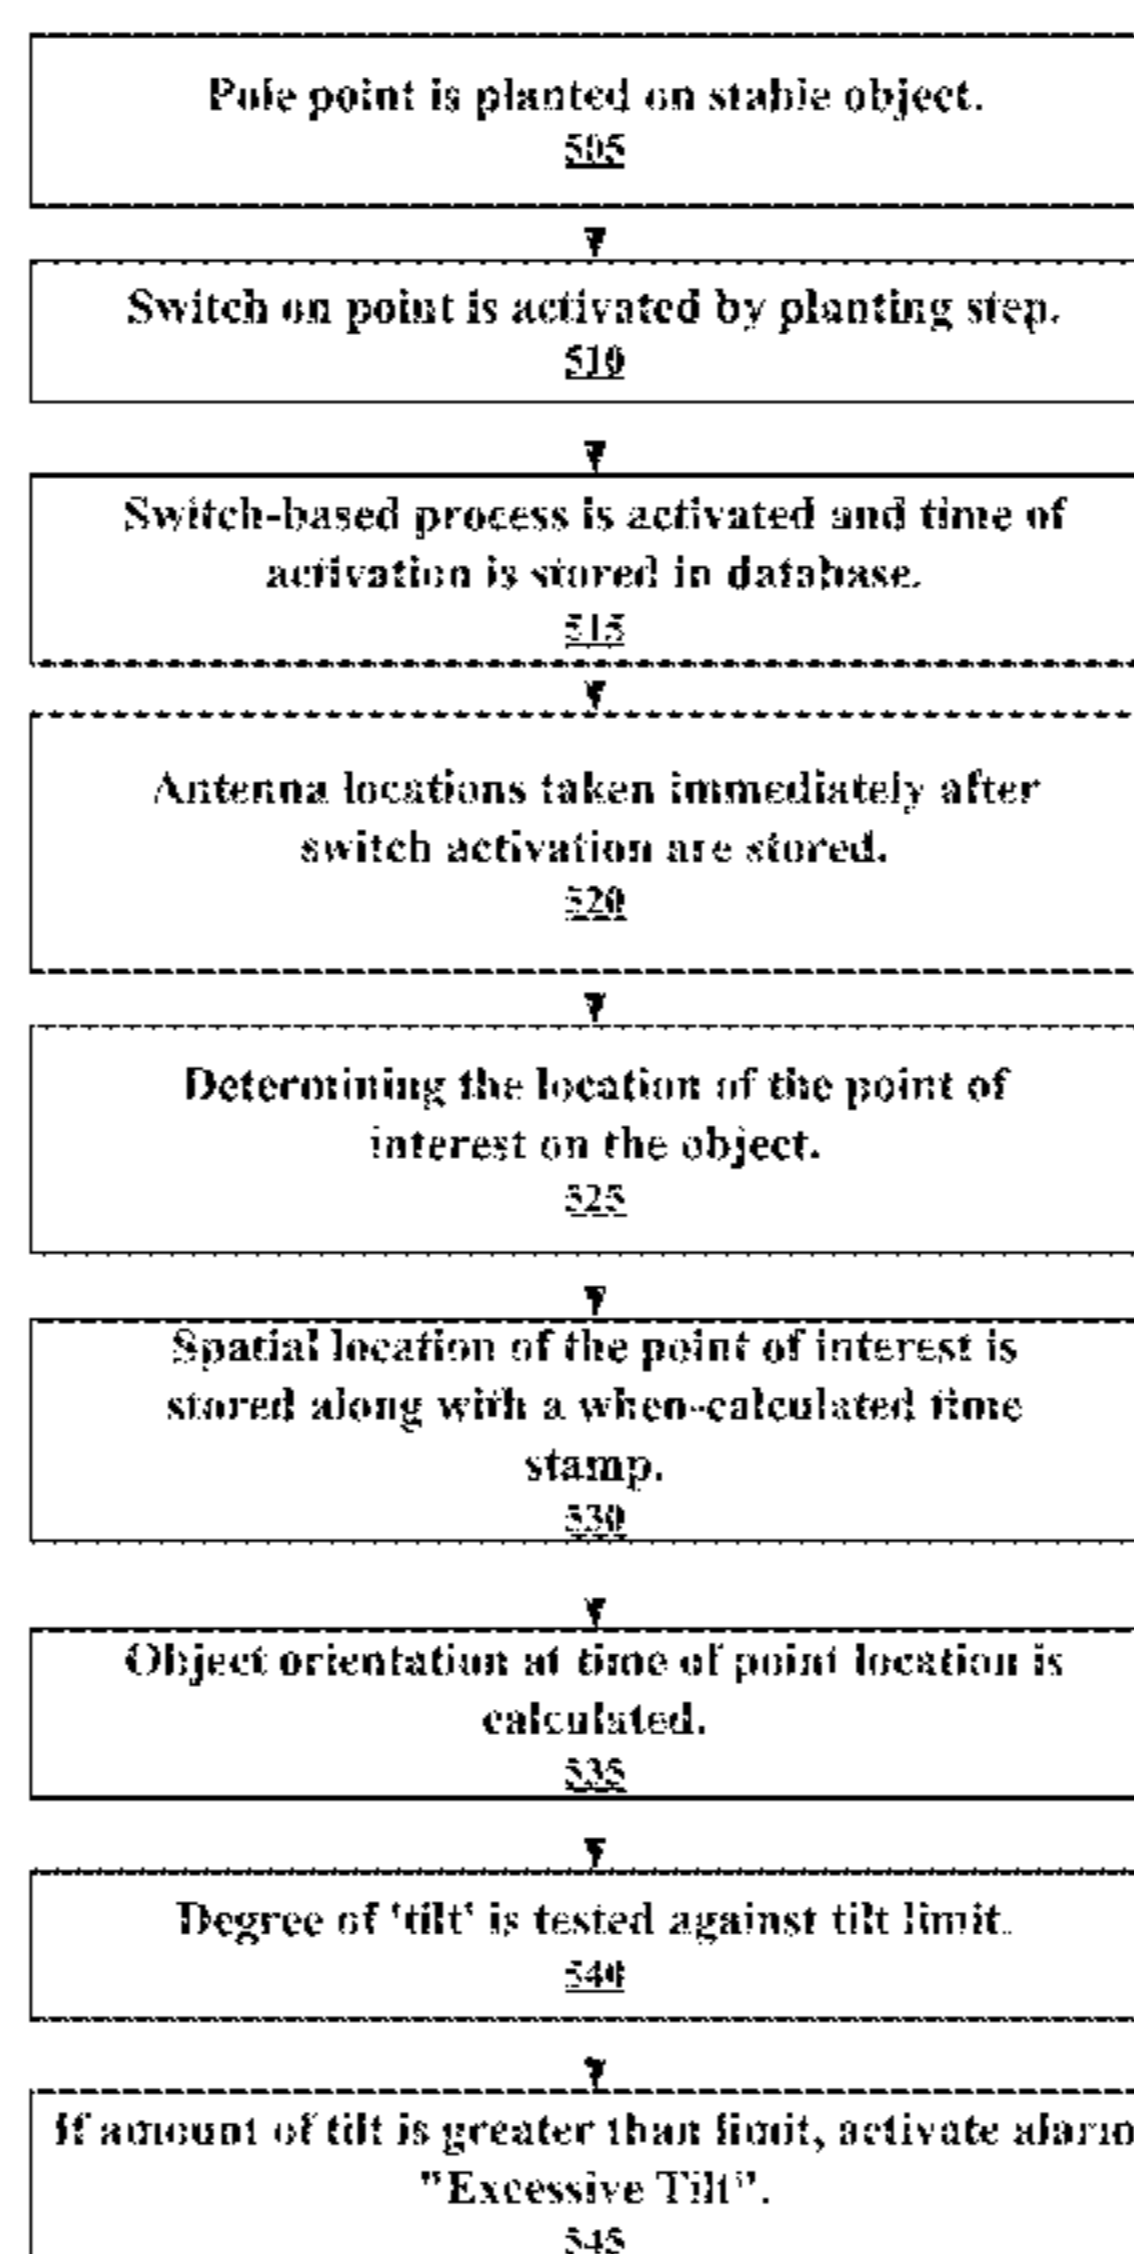 Pole point is planted on stable object.
505
Switch on point is activated by planting step.
510
Switch-based process is activated and time of
activation is stored in database.
515
Antenna locations taken immediately after
switch activation are stored.
520
Determining the location of the point of
interest on the object.
525
Spatial location of the point of interest is
stored along with a when-calculated time
stamp.
530
Object orientation at time of point location is
calculated.
535
Degree of 'tilt' is tested against tilt limit.
540
If amount of tilt is greater than limit, activate alarm
"Excessive Tilt".
545